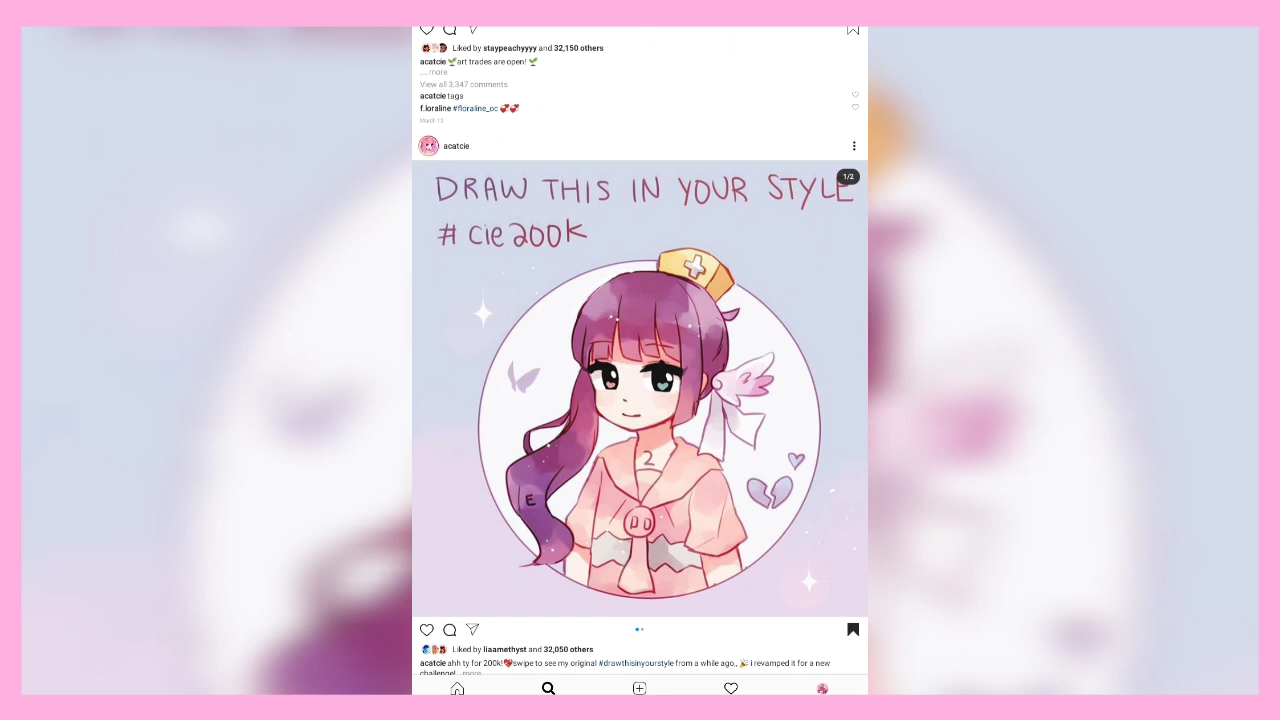 Liked by staypeachyyyy and 32,150 others
acatcie 🌱art trades are open! 🌱
.... more
View all 3,347 comments
acatcie tags
f.loraline #floraline_oc 💞💞
March 13
acatcie
1/2
DRAW THIS IN YOUR STYLE
# cie200K
2
E
Liked by liaamethyst and 32,050 others
acatcie ahh ty for 200k!💖swipe to see my original #drawthisinyourstyle from a while ago,, 🎉 i revamped it for a new
challenge! ... more